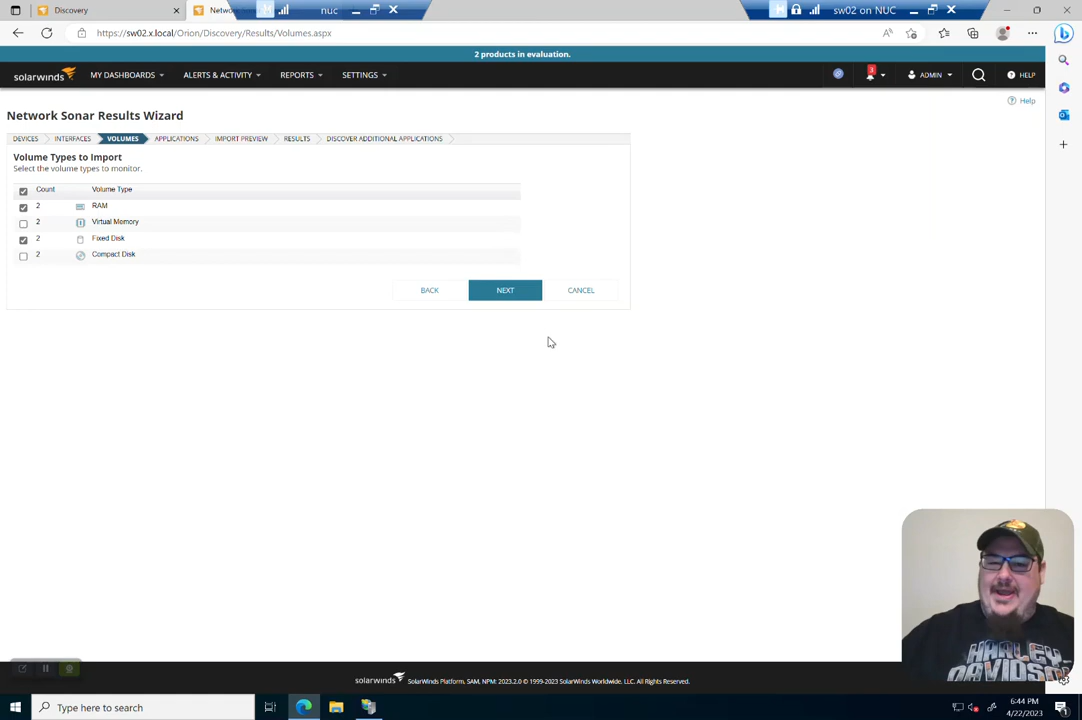 Discovery
Netwo
nuc
sw02 on NUC
https://sw02.x.local/Orion/Discovery/Results/Volumes.aspx
2 products in evaluation.
solarwinds
MY DASHBOARDS
ALERTS & ACTIVITY
REPORTS
SETTINGS
3
ADMIN
HELP
Help
Network Sonar Results Wizard
DEVICES
INTERFACES
VOLUMES
APPLICATIONS
IMPORT PREVIEW
RESULTS
DISCOVER ADDITIONAL APPLICATIONS
Volume Types to Import
Select the volume types to monitor.
Count Volume Type
2 RAM
2 Virtual Memory
2 Fixed Disk
2 Compact Disk
BACK
NEXT
CANCEL
HARLEY
DAVIDSO
solarwinds SolarWinds Platform, SAM, NPM: 2023.2.0 © 1999-2023 SolarWinds Worldwide, LLC. All Rights Reserved.
Type here to search
6:44 PM
4/22/2023
1